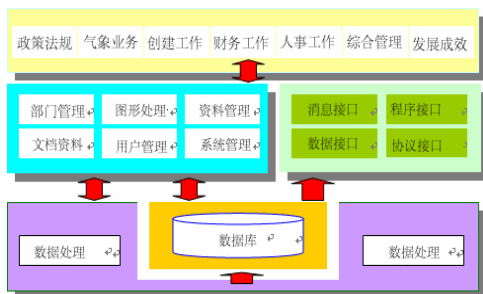 政策法规 气象业务 创建工作 财务工作 人事工作 综合管理 发展成效
部门管理 图形处理 资料管理 消息接口 程序接口
文档资料 用户管理 系统管理 数据接口 协议接口
数据处理 数据库 数据处理